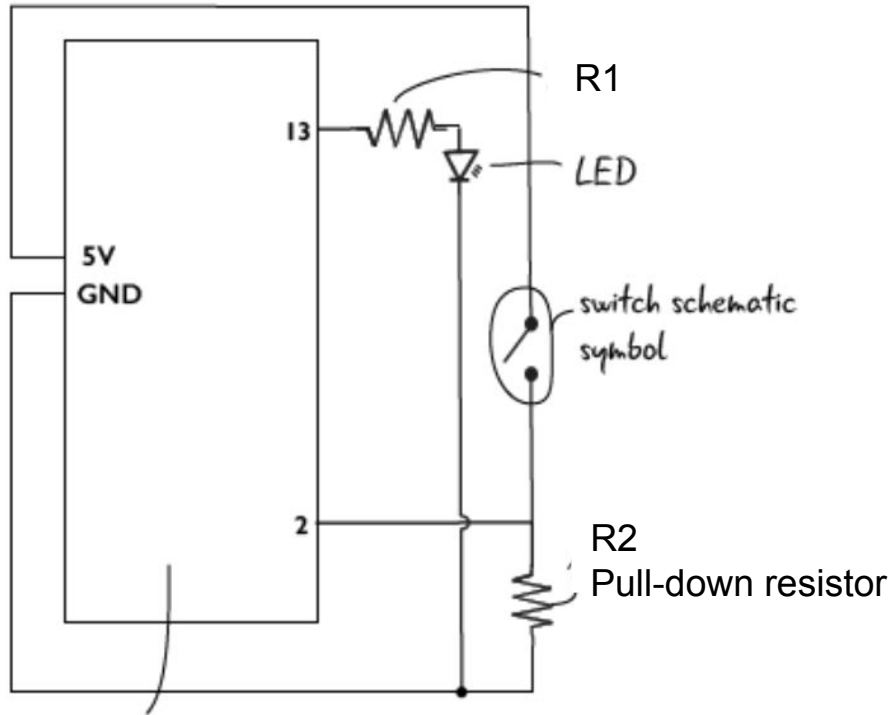 R1
13
LED
5V
GND
switch schematic
symbol
2
R2
Pull-down resistor